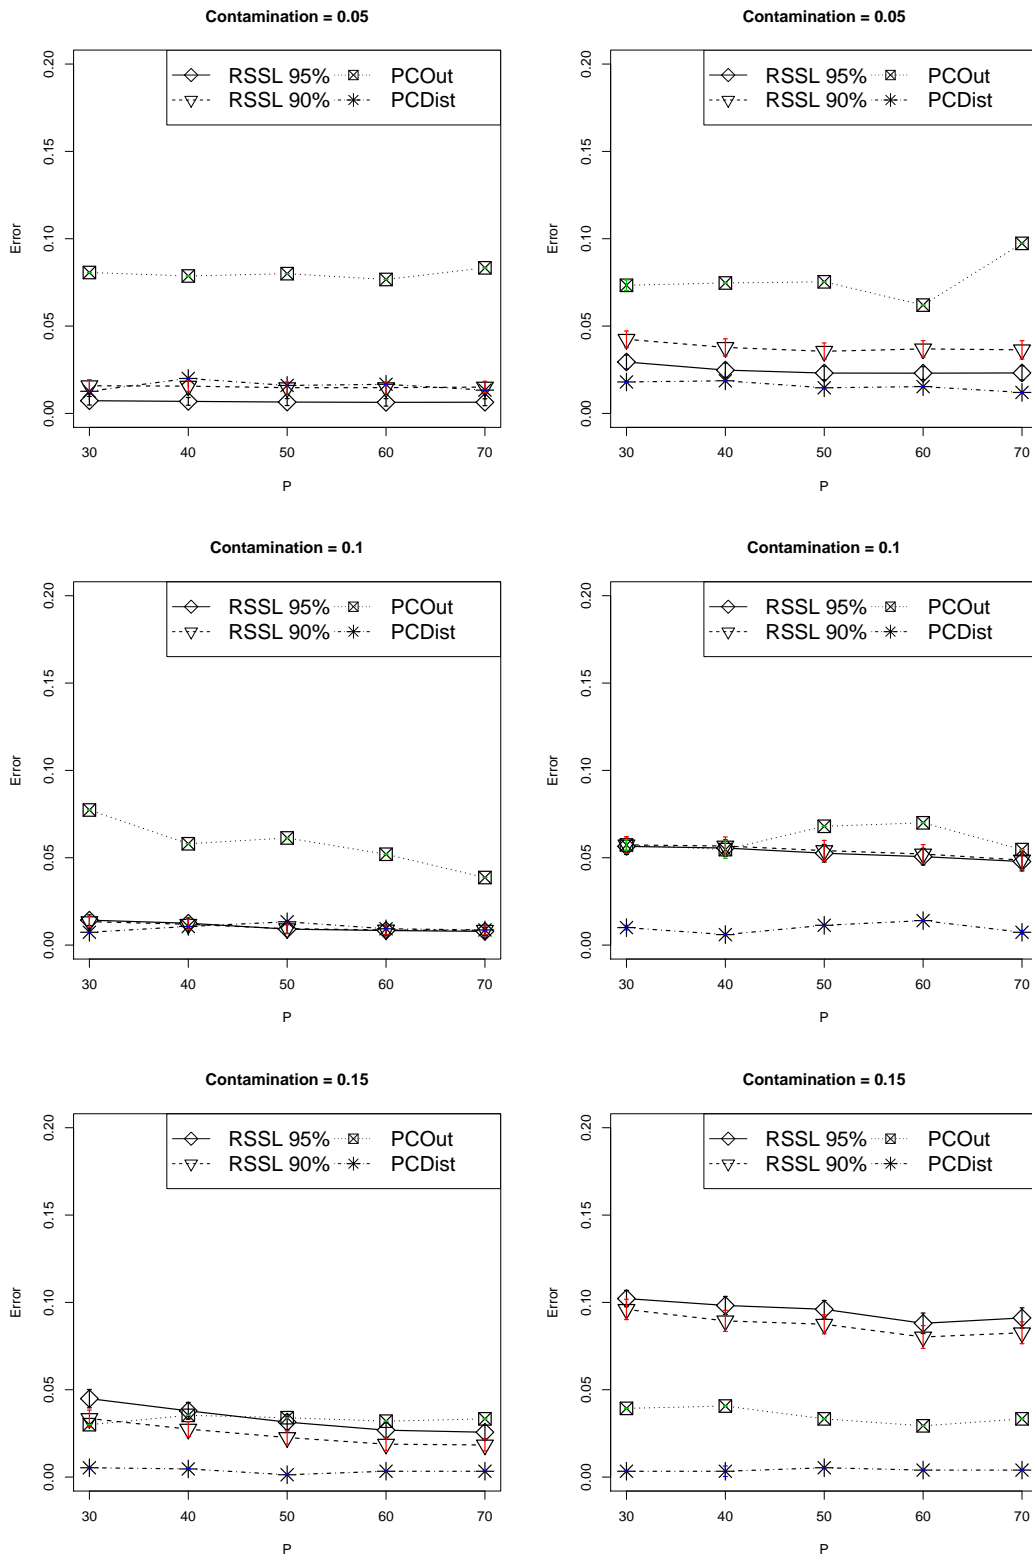 Contamination = 0.05
Error
0.00 0.05 0.10 0.15 0.20
RSSL 95% PCOut
RSSL 90% PCDist
30 40 50 60 70
P
Contamination = 0.05
Error
0.00 0.05 0.10 0.15 0.20
RSSL 95% PCOut
RSSL 90% PCDist
30 40 50 60 70
P
Contamination = 0.1
Error
0.00 0.05 0.10 0.15 0.20
RSSL 95% PCOut
RSSL 90% PCDist
30 40 50 60 70
P
Contamination = 0.1
Error
0.00 0.05 0.10 0.15 0.20
RSSL 95% PCOut
RSSL 90% PCDist
30 40 50 60 70
P
Contamination = 0.15
Error
0.00 0.05 0.10 0.15 0.20
RSSL 95% PCOut
RSSL 90% PCDist
30 40 50 60 70
P
Contamination = 0.15
Error
0.00 0.05 0.10 0.15 0.20
RSSL 95% PCOut
RSSL 90% PCDist
30 40 50 60 70
P